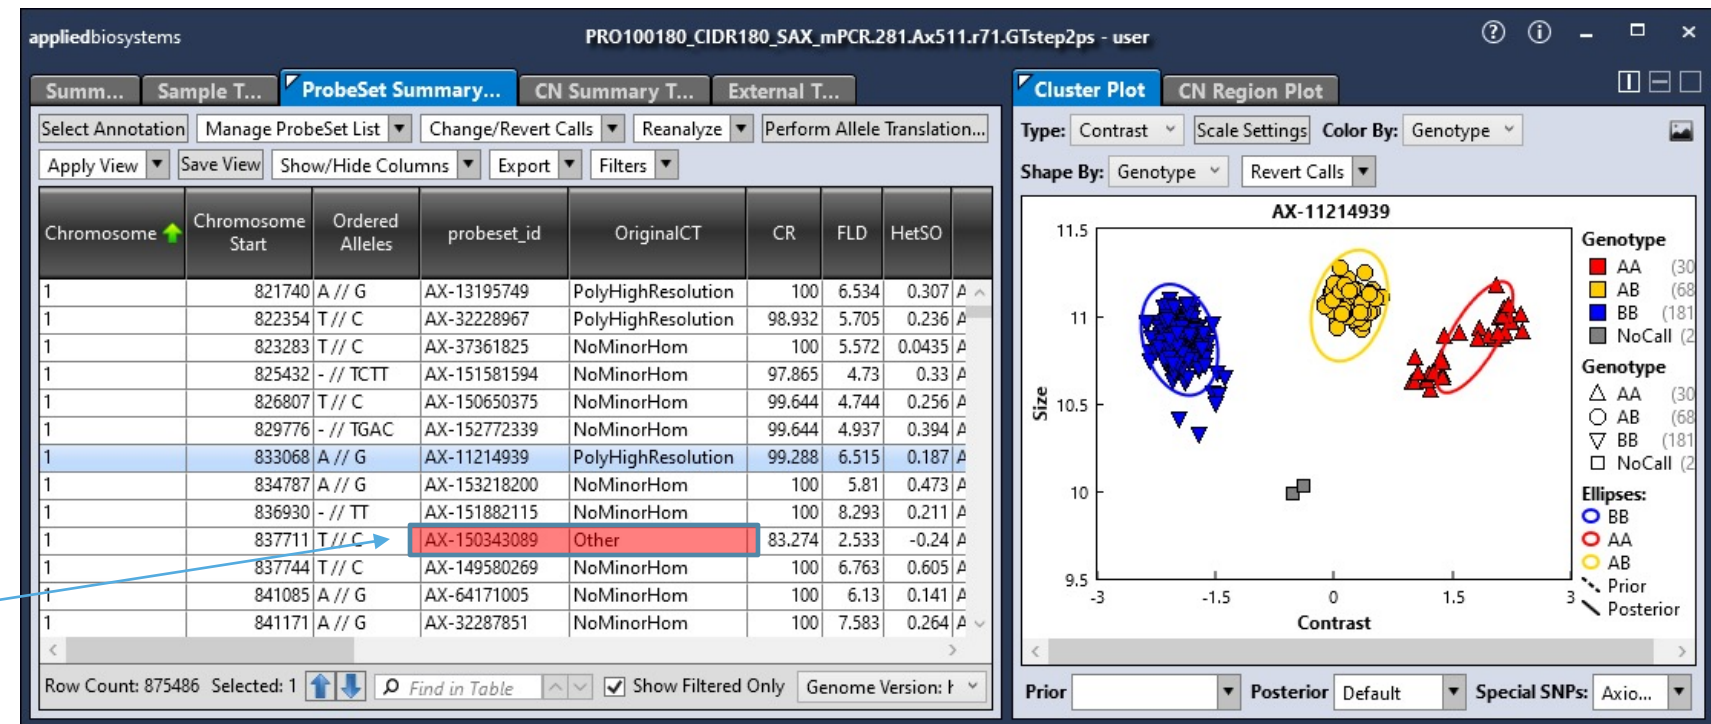 appliedbiosystems
PRO100180_CIDR180_SAX_mPCR.281.Ax511.r71.GTstep2ps - user
Summ... Sample T... ProbeSet Summary... CN Summary T... External T...
Select Annotation Manage ProbeSet List Change/Revert Calls Reanalyze Perform Allele Translation...
Apply View Save View Show/Hide Columns Export Filters
Chromosome Chromosome Start Ordered Alleles probeset_id OriginalCT CR FLD HetSO
1 821740 A // G AX-13195749 PolyHighResolution 100 6.534 0.307 A
1 822354 T // C AX-32228967 PolyHighResolution 98.932 5.705 0.236 A
1 823283 T // C AX-37361825 NoMinorHom 100 5.572 0.0435 A
1 825432 - // TCTT AX-151581594 NoMinorHom 97.865 4.73 0.33 A
1 826807 T // C AX-150650375 NoMinorHom 99.644 4.744 0.256 A
1 829776 - // TGAC AX-152772339 NoMinorHom 99.644 4.937 0.394 A
1 833068 A // G AX-11214939 PolyHighResolution 99.288 6.515 0.187 A
1 834787 A // G AX-153218200 NoMinorHom 100 5.81 0.473 A
1 836930 - // TT AX-151882115 NoMinorHom 100 8.293 0.211 A
1 837711 T // C AX-150343089 Other 83.274 2.533 -0.24 A
1 837744 T // C AX-149580269 NoMinorHom 100 6.763 0.605 A
1 841085 A // G AX-64171005 NoMinorHom 100 6.13 0.141 A
1 841171 A // G AX-32287851 NoMinorHom 100 7.583 0.264 A
Row Count: 875486 Selected: 1 Find in Table Show Filtered Only Genome Version: h
Cluster Plot CN Region Plot
Type: Contrast Scale Settings Color By: Genotype
Shape By: Genotype Revert Calls
AX-11214939
11.5
11
10.5
10
9.5
Size
-3 -1.5 0 1.5 3
Contrast
Genotype
AA (30
AB (68
BB (181
NoCall (2
Genotype
AA (30
AB (68
BB (181
NoCall (2
Ellipses:
BB
AA
AB
Prior
Posterior
Prior Posterior Default Special SNPs: Axio...